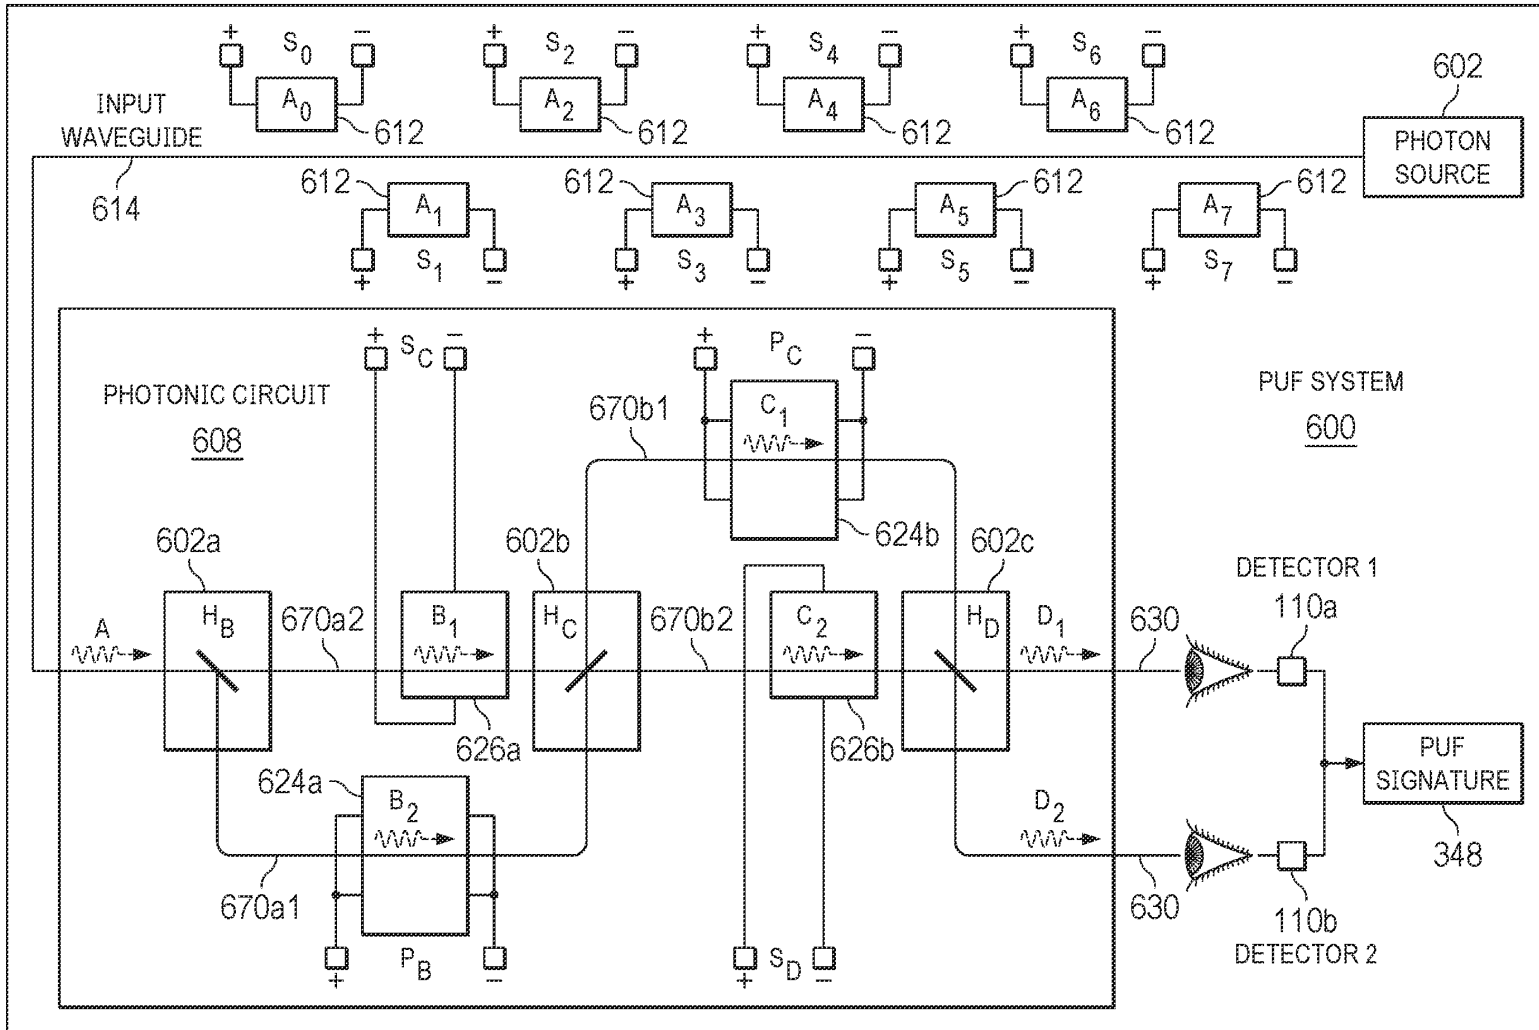 + S0 − + S2 − + S4 − + S6 −
602
INPUT
WAVEGUIDE
A0 A2 A4 A6
612 612 612 612
PHOTON
SOURCE
614
612 612 612 612
A1 A3 A5 A7
S1 S3 S5 S7
+ − + − + − + −
+ SC − + PC −
PHOTONIC CIRCUIT
608
670b1
C1
PUF SYSTEM
600
624b
602a 602b 602c
DETECTOR 1
110a
A
HB
670a2
B1
HC
670b2
C2
HD
D1
630
626a 626b
624a
B2
D2
PUF
SIGNATURE
348
670a1
630
110b
DETECTOR 2
PB SD
+ − + −